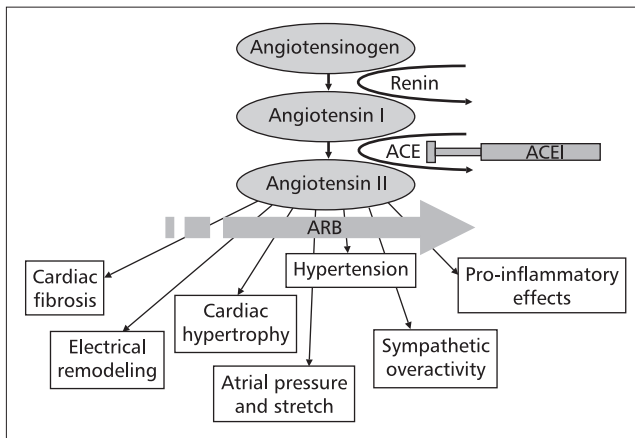 Angiotensinogen
Renin
Angiotensin I
ACE
ACEI
Angiotensin II
ARB
Cardiac
fibrosis
Hypertension
Pro-inflammatory
effects
Cardiac
hypertrophy
Electrical
remodeling
Sympathetic
overactivity
Atrial pressure
and stretch